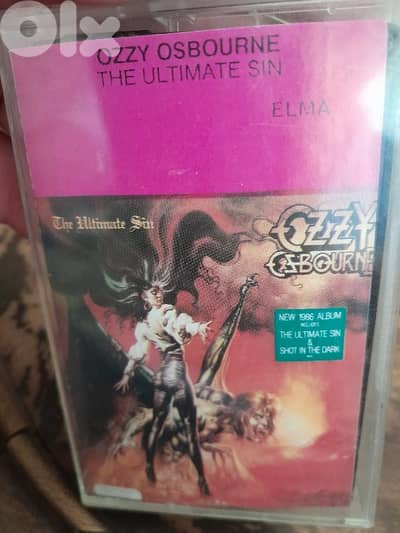 OLX
OZZY OSBOURNE
THE ULTIMATE SIN
ELMA
The Ultimate Sin
OZZY
OSBOURNE
NEW 1986 ALBUM
INCLUDES
THE ULTIMATE SIN
&
SHOT IN THE DARK